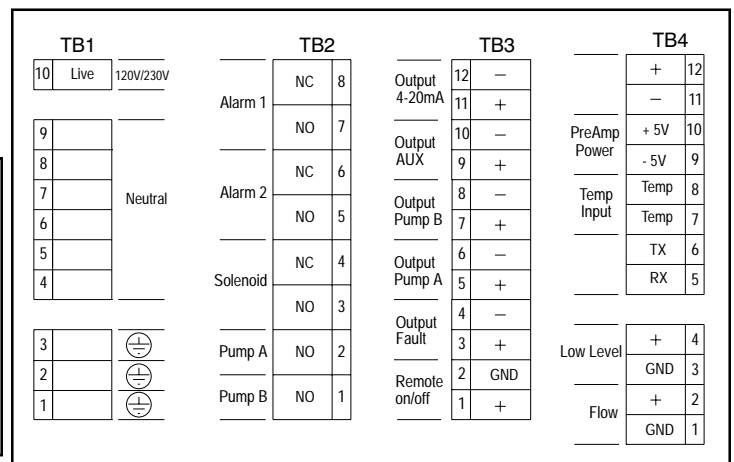 TB1
10 Live 120V/230V
9
8
7 Neutral
6
5
4
3
2
1
TB2
Alarm 1 NC 8
NO 7
Alarm 2 NC 6
NO 5
Solenoid NC 4
NO 3
Pump A NO 2
Pump B NO 1
TB3
Output 12 −
4-20mA 11 +
Output 10 −
AUX 9 +
Output 8 −
Pump B 7 +
Output 6 −
Pump A 5 +
Output 4 −
Fault 3 +
Remote 2 GND
on/off 1 +
TB4
+ 12
− 11
PreAmp + 5V 10
Power - 5V 9
Temp Temp 8
Input Temp 7
TX 6
RX 5
Low Level + 4
GND 3
Flow + 2
GND 1